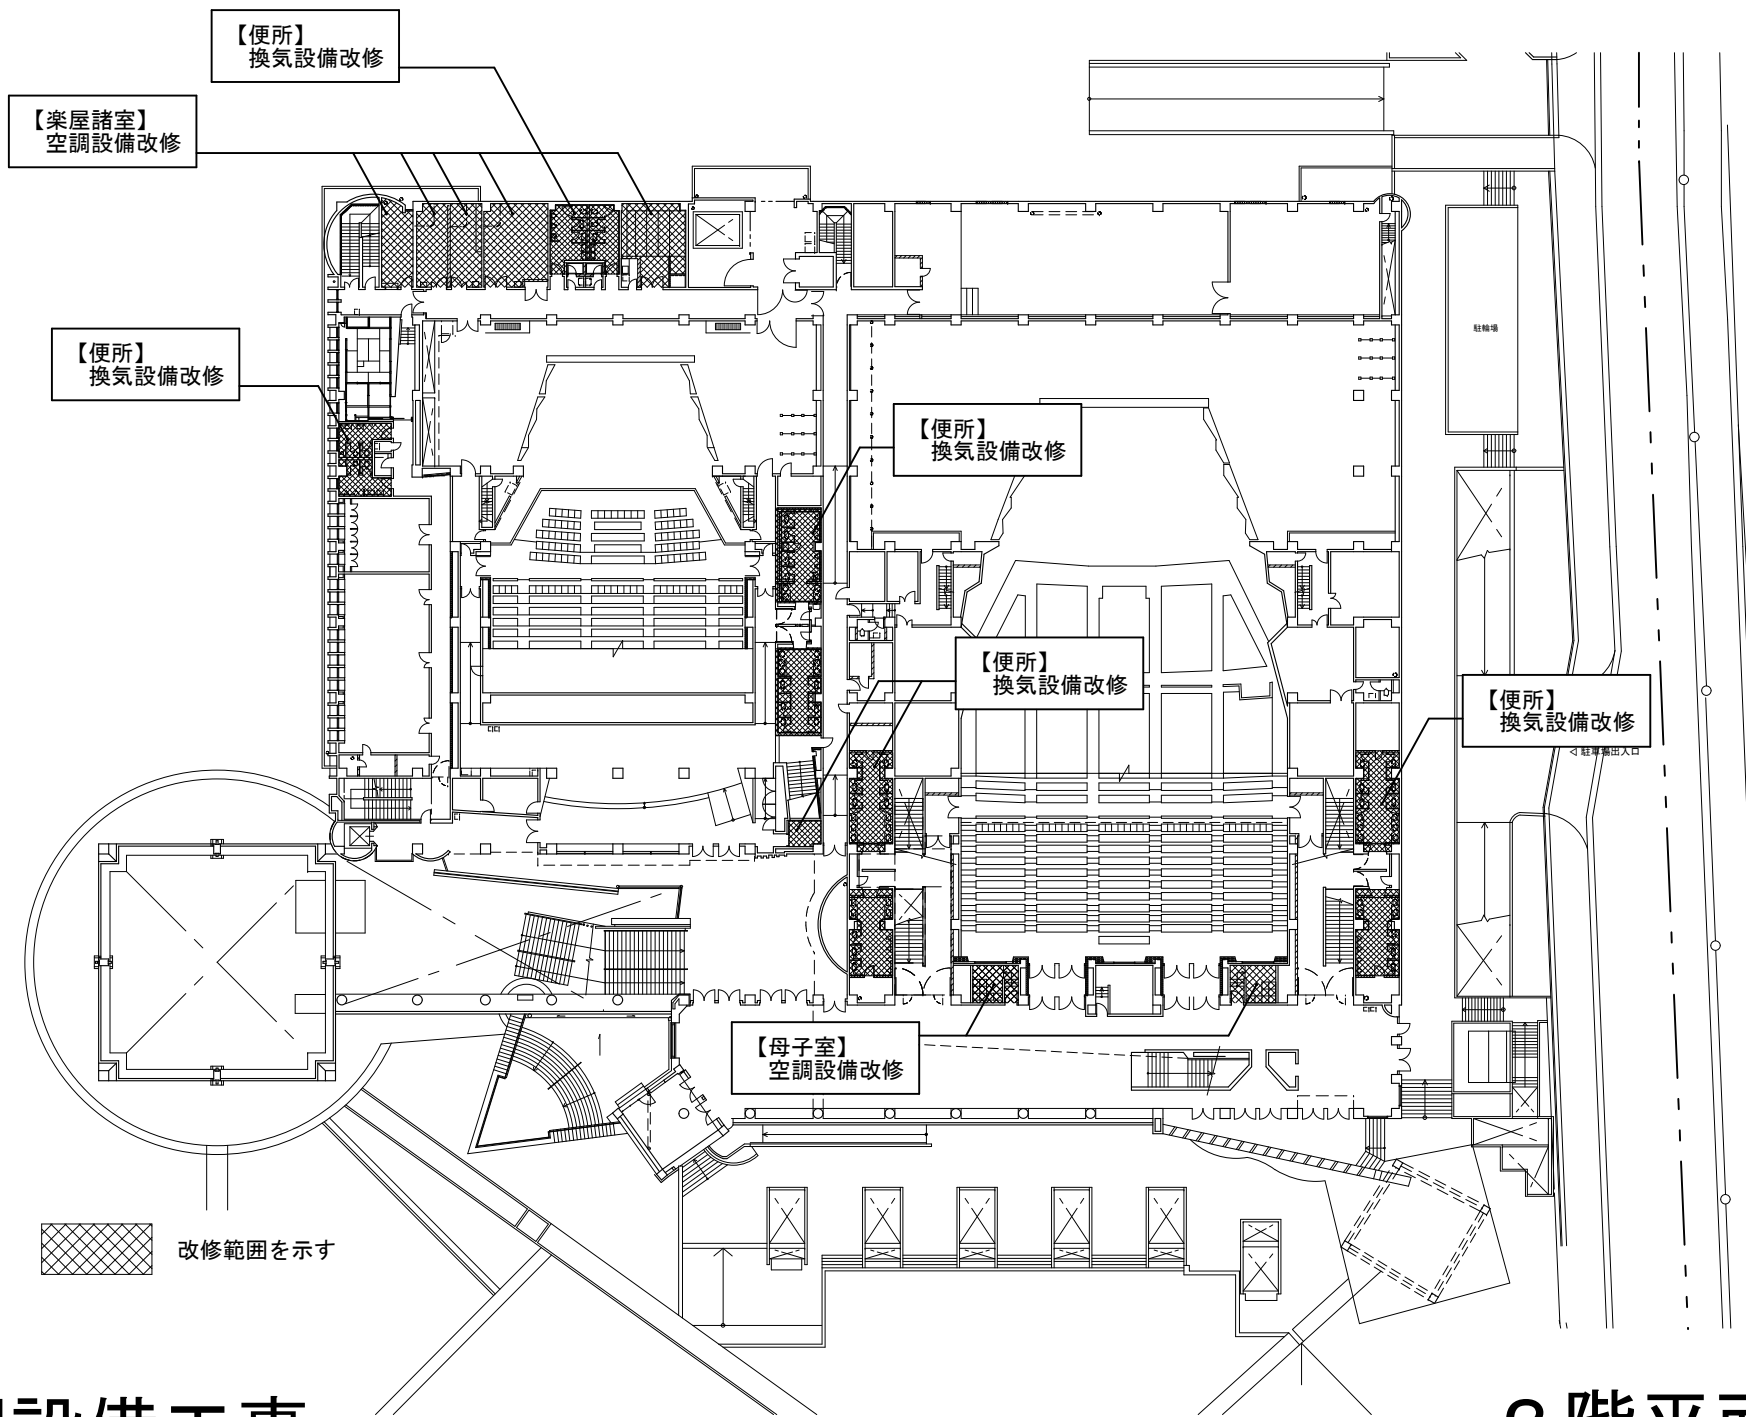 【便所】
換気設備改修
【楽屋諸室】
空調設備改修
【便所】
換気設備改修
駐輪場
【便所】
換気設備改修
【便所】
換気設備改修
【便所】
換気設備改修
◁ 駐車場出入口
【母子室】
空調設備改修
改修範囲を示す
設備工事
2階平面